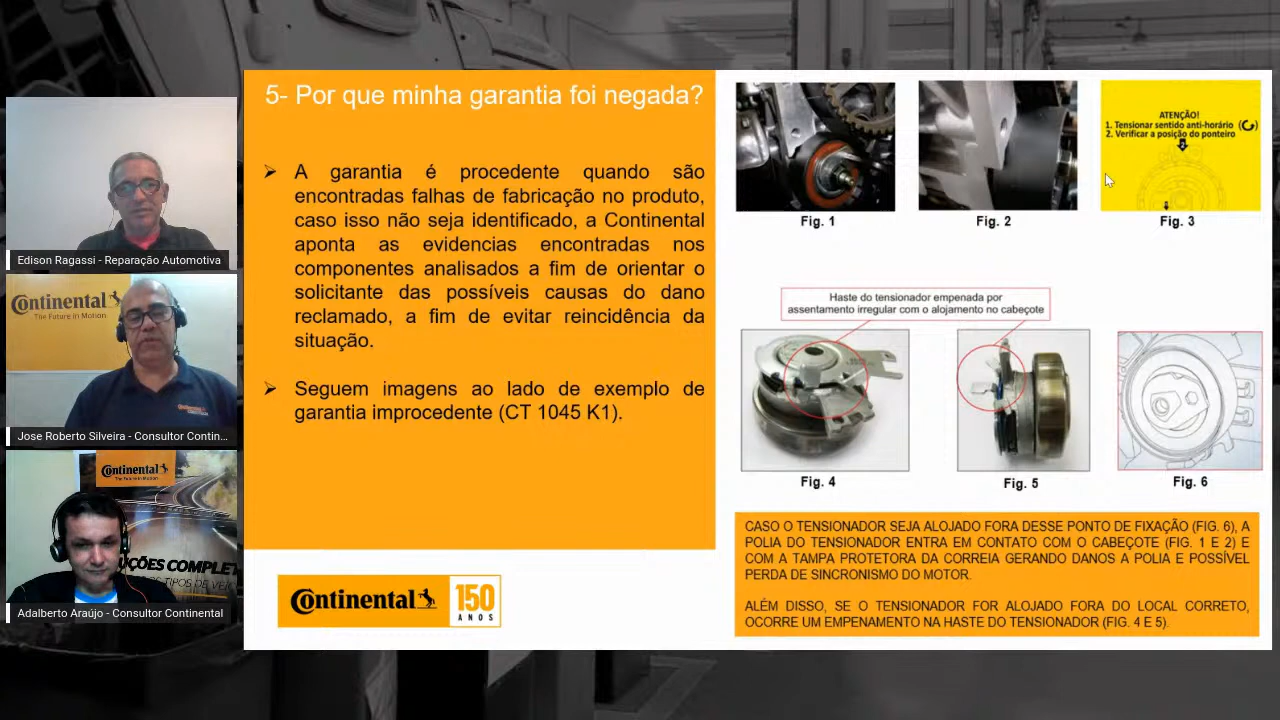 5- Por que minha garantia foi negada?
➢ A garantia é procedente quando são
encontradas falhas de fabricação no produto,
caso isso não seja identificado, a Continental
aponta as evidencias encontradas nos
componentes analisados a fim de orientar o
solicitante das possíveis causas do dano
reclamado, a fim de evitar reincidência da
situação.
➢ Seguem imagens ao lado de exemplo de
garantia improcedente (CT 1045 K1).
Continental
150
ANOS
ATENÇÃO!
1. Tensionar sentido anti-horário
2. Verificar a posição do ponteiro
Fig. 1
Fig. 2
Fig. 3
Haste do tensionador empenada por
assentamento irregular com o alojamento no cabeçote
Fig. 4
Fig. 5
Fig. 6
CASO O TENSIONADOR SEJA ALOJADO FORA DESSE PONTO DE FIXAÇÃO (FIG. 6), A
POLIA DO TENSIONADOR ENTRA EM CONTATO COM O CABEÇOTE (FIG. 1 E 2) E
COM A TAMPA PROTETORA DA CORREIA GERANDO DANOS A POLIA E POSSÍVEL
PERDA DE SINCRONISMO DO MOTOR.
ALÉM DISSO, SE O TENSIONADOR FOR ALOJADO FORA DO LOCAL CORRETO,
OCORRE UM EMPENAMENTO NA HASTE DO TENSIONADOR (FIG. 4 E 5).
Edison Ragassi - Reparação Automotiva
Continental
The Future in Motion
Jose Roberto Silveira - Consultor Contin...
Continental
The Future in Motion
UÇÕES COMPLET
OS TIPOS DE VEÍC
Adalberto Araújo - Consultor Continental